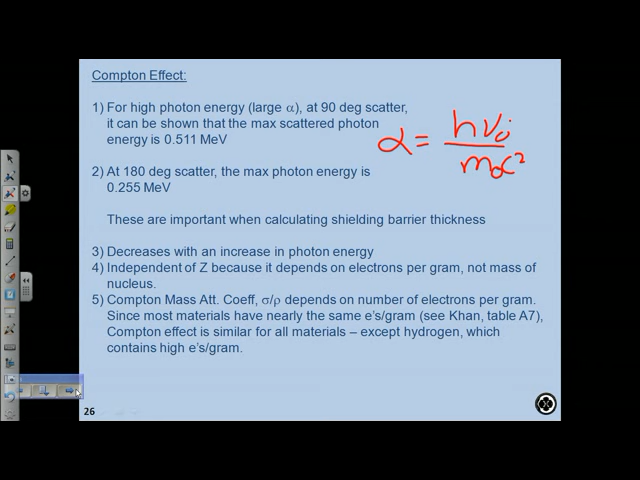 Compton Effect:
1) For high photon energy (large α), at 90 deg scatter,
it can be shown that the max scattered photon
energy is 0.511 MeV
α = hν₀ / m₀c²
2) At 180 deg scatter, the max photon energy is
0.255 MeV
These are important when calculating shielding barrier thickness
3) Decreases with an increase in photon energy
4) Independent of Z because it depends on electrons per gram, not mass of
nucleus.
5) Compton Mass Att. Coeff, σ/ρ depends on number of electrons per gram.
Since most materials have nearly the same e's/gram (see Khan, table A7),
Compton effect is similar for all materials – except hydrogen, which
contains high e's/gram.
26